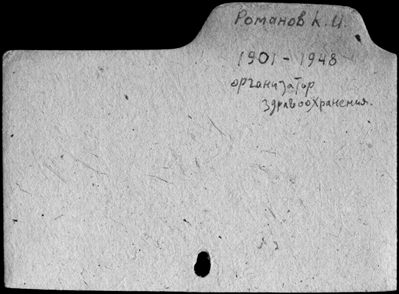 Романов К. И.
1901 - 1948
организатор
здравоохранения.